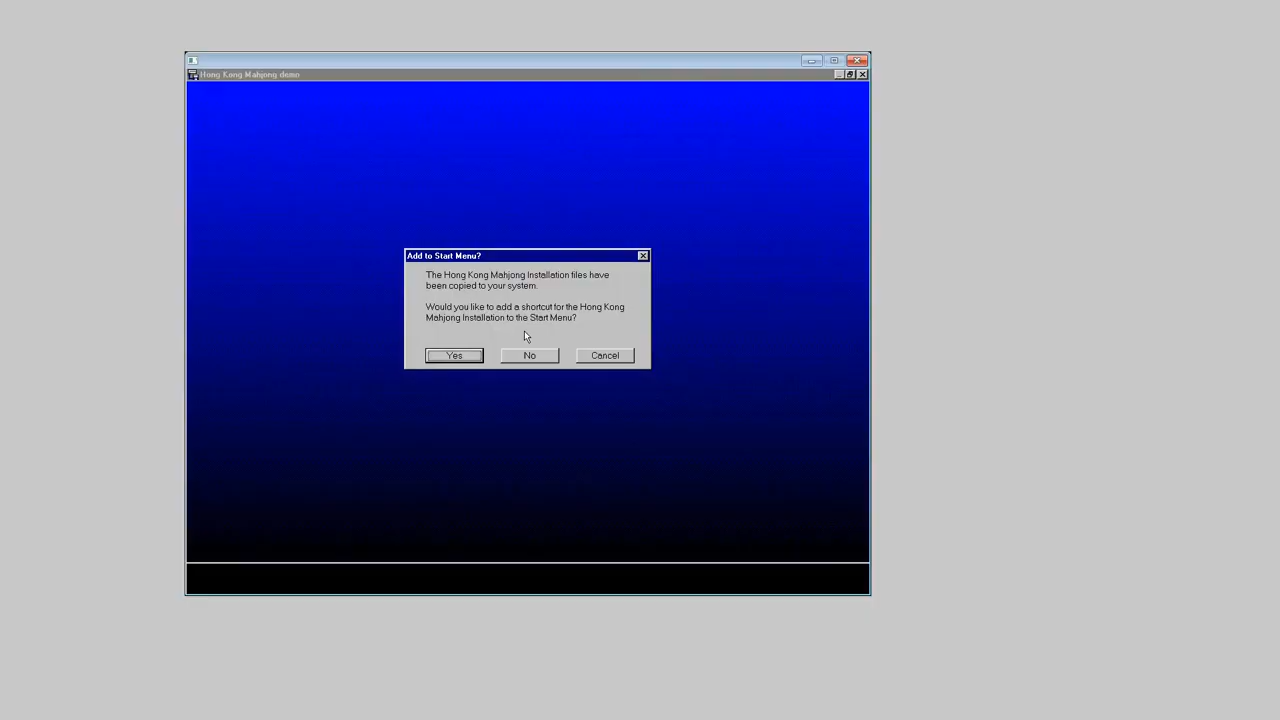 Hong Kong Mahjong demo
Add to Start Menu?
The Hong Kong Mahjong Installation files have
been copied to your system.
Would you like to add a shortcut for the Hong Kong
Mahjong Installation to the Start Menu?
Yes
No
Cancel